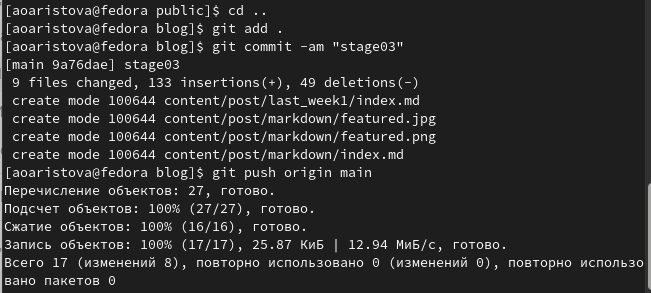 [aoaristova@fedora public]$ cd ..
[aoaristova@fedora blog]$ git add .
[aoaristova@fedora blog]$ git commit -am "stage03"
[main 9a76dae] stage03
 9 files changed, 133 insertions(+), 49 deletions(-)
 create mode 100644 content/post/last_week1/index.md
 create mode 100644 content/post/markdown/featured.jpg
 create mode 100644 content/post/markdown/featured.png
 create mode 100644 content/post/markdown/index.md
[aoaristova@fedora blog]$ git push origin main
Перечисление объектов: 27, готово.
Подсчет объектов: 100% (27/27), готово.
Сжатие объектов: 100% (16/16), готово.
Запись объектов: 100% (17/17), 25.87 КиБ | 12.94 МиБ/с, готово.
Всего 17 (изменений 8), повторно использовано 0 (изменений 0), повторно использо
вано пакетов 0